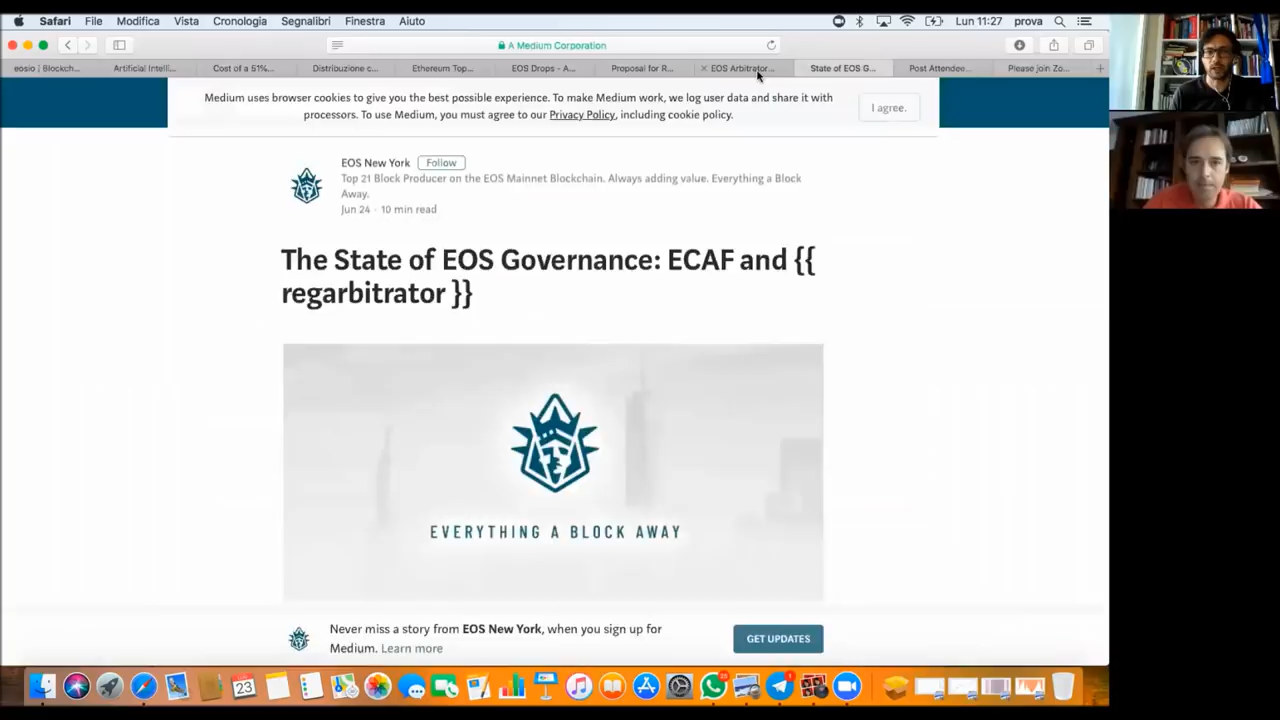 Safari File Modifica Vista Cronologia Segnalibri Finestra Aiuto Lun 11:27 prova
A Medium Corporation
eosio | Blockch... Artificial Intelli... Cost of a 51%... Distribuzione c... Ethereum Top... EOS Drops - A... Proposal for R... EOS Arbitrator... State of EOS G... Post Attendee... Please join Zo...
Medium uses browser cookies to give you the best possible experience. To make Medium work, we log user data and share it with
processors. To use Medium, you must agree to our Privacy Policy, including cookie policy.
I agree.
EOS New York Follow
Top 21 Block Producer on the EOS Mainnet Blockchain. Always adding value. Everything a Block
Away.
Jun 24 · 10 min read
The State of EOS Governance: ECAF and {{
regarbitrator }}
EVERYTHING A BLOCK AWAY
Never miss a story from EOS New York, when you sign up for
Medium. Learn more
GET UPDATES
23